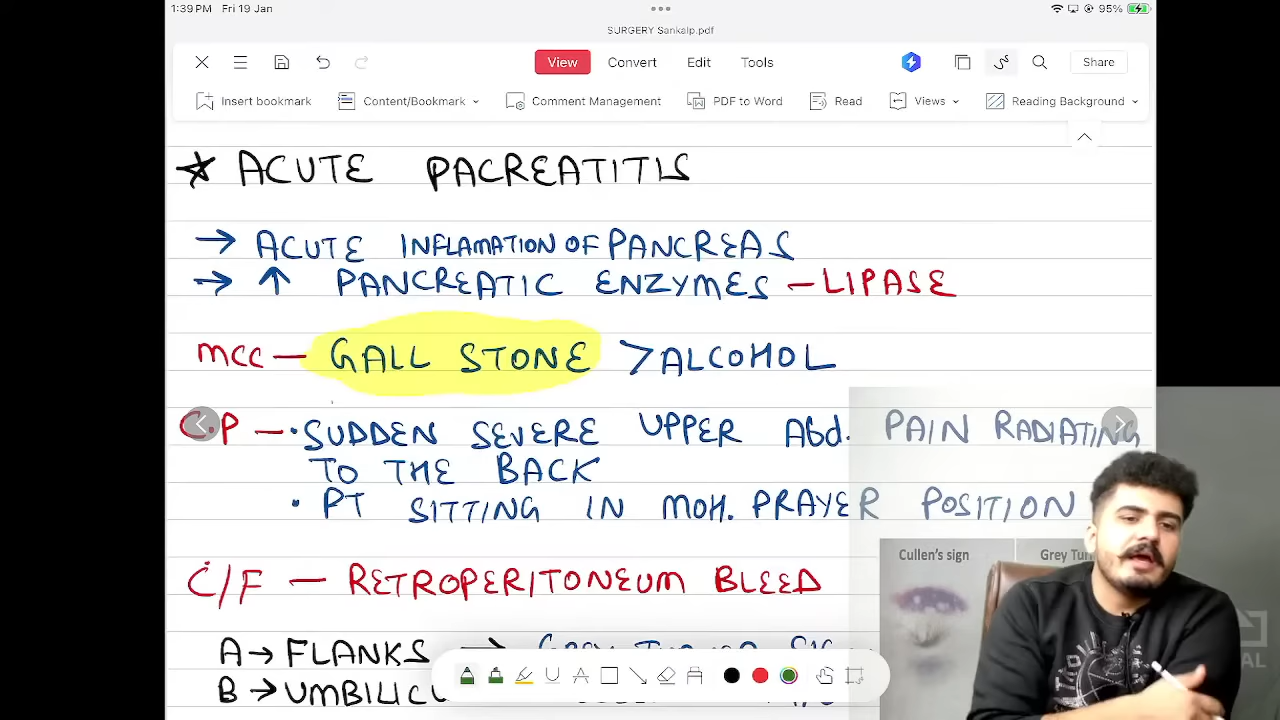 1:39 PM Fri 19 Jan
95%
SURGERY Sankalp.pdf
View Convert Edit Tools
Share
Insert bookmark Content/Bookmark Comment Management PDF to Word Read Views Reading Background
ACUTE PACREATITIS
→ ACUTE INFLAMATION OF PANCREAS
→ ↑ PANCREATIC ENZYMES – LIPASE
MCC – GALL STONE > ALCOHOL
C.P – • SUDDEN SEVERE UPPER Abd. PAIN RADIATING
TO THE BACK
• PT SITTING IN MOH. PRAYER POSITION
Cullen's sign Grey
C/F – RETROPERITONEUM BLEED
A → FLANKS →
B →